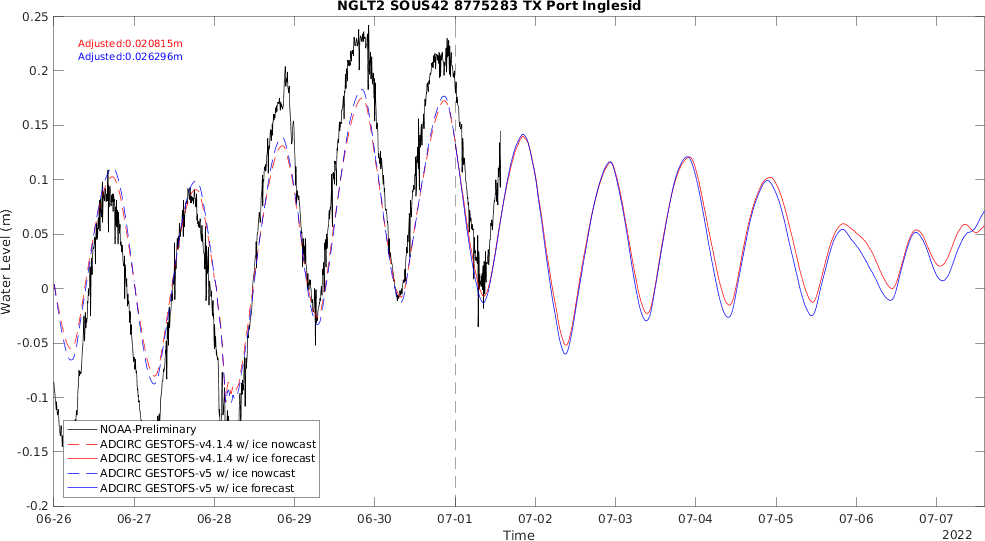 NGLT2 SOUS42 8775283 TX Port Inglesid
Adjusted:0.020815m
Adjusted:0.026296m
0.25
0.2
0.15
0.1
0.05
0
-0.05
-0.1
-0.15
-0.2
Water Level (m)
NOAA-Preliminary
ADCIRC GESTOFS-v4.1.4 w/ ice nowcast
ADCIRC GESTOFS-v4.1.4 w/ ice forecast
ADCIRC GESTOFS-v5 w/ ice nowcast
ADCIRC GESTOFS-v5 w/ ice forecast
06-26 06-27 06-28 06-29 06-30 07-01 07-02 07-03 07-04 07-05 07-06 07-07
Time
2022